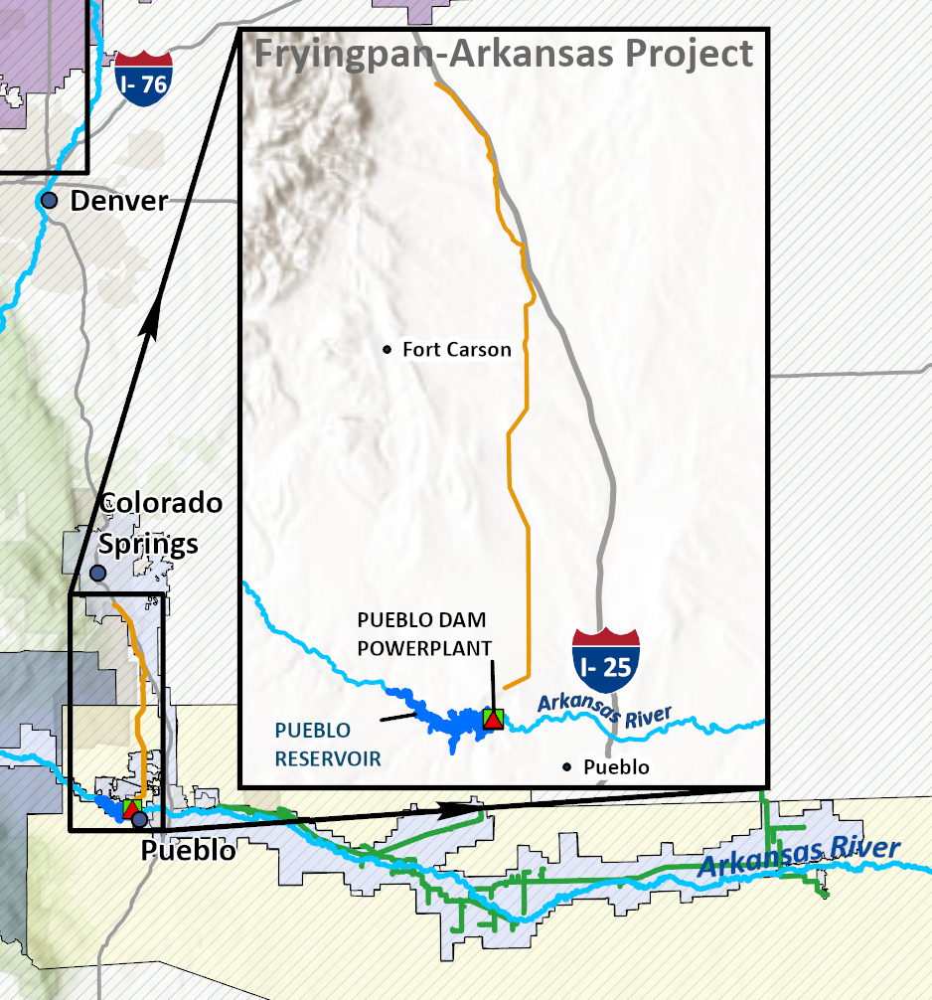 Fryingpan-Arkansas Project
I- 76
Denver
Fort Carson
Colorado
Springs
PUEBLO DAM
POWERPLANT
I- 25
Arkansas River
PUEBLO
RESERVOIR
Pueblo
Pueblo
Arkansas River